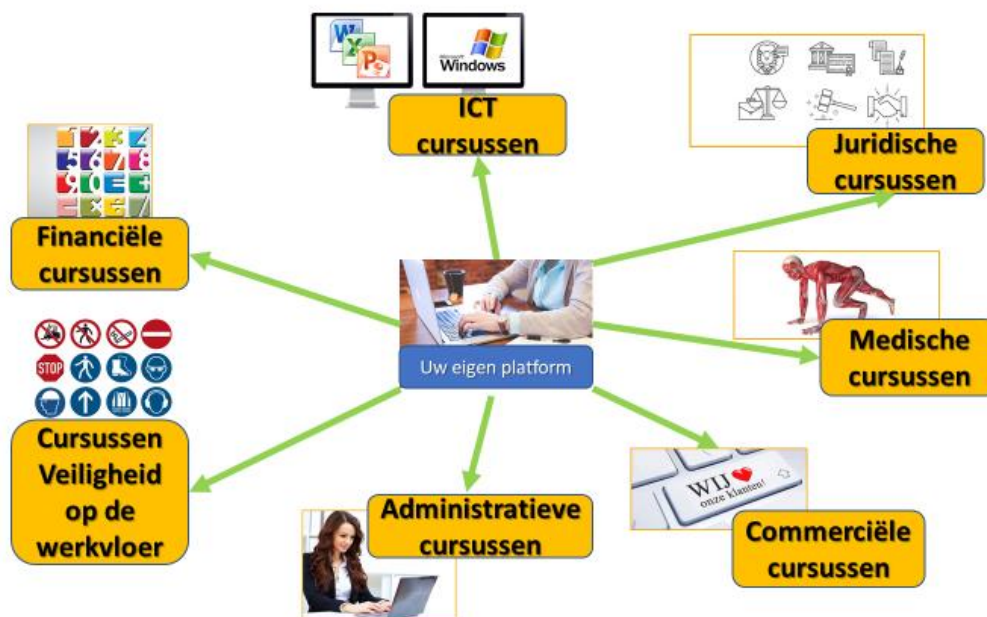 W
X
P
Microsoft
Windows
ICT
cursussen
Juridische
cursussen
Financiële
cursussen
Uw eigen platform
Medische
cursussen
STOP
Cursussen
Veiligheid
op de
werkvloer
Administratieve
cursussen
WIJ
onze klanten!
Commerciële
cursussen